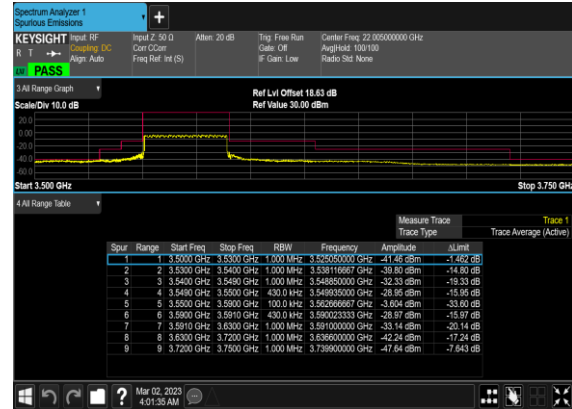 Spectrum Analyzer 1
Spurious Emissions
+
KEYSIGHT Input: RF Input Z: 50 Ω Atten: 20 dB Trig: Free Run Center Freq: 22.005000000 GHz
R T Coupling: DC Corr CCorr Gate: Off Avg|Hold: 100/100
Align: Auto Freq Ref: Int (S) IF Gain: Low Radio Std: None
PASS
3 All Range Graph Ref Lvl Offset 18.63 dB
Scale/Div 10.0 dB Ref Value 30.00 dBm
20.0
0.00
-20.0
-40.0
-60.0
Start 3.500 GHz Stop 3.750 GHz
4 All Range Table
Measure Trace Trace 1
Trace Type Trace Average (Active)
Spur Range Start Freq Stop Freq RBW Frequency Amplitude ΔLimit
1 1 3.5000 GHz 3.5300 GHz 1.000 MHz 3.525050000 GHz -41.46 dBm -1.462 dB
2 2 3.5300 GHz 3.5400 GHz 1.000 MHz 3.538116667 GHz -39.80 dBm -14.80 dB
3 3 3.5400 GHz 3.5490 GHz 1.000 MHz 3.548850000 GHz -32.33 dBm -19.33 dB
4 4 3.5490 GHz 3.5500 GHz 430.0 kHz 3.549935000 GHz -28.95 dBm -15.95 dB
5 5 3.5500 GHz 3.5900 GHz 100.0 kHz 3.562666667 GHz -3.604 dBm -33.60 dB
6 6 3.5900 GHz 3.5910 GHz 430.0 kHz 3.590023333 GHz -28.97 dBm -15.97 dB
7 7 3.5910 GHz 3.6300 GHz 1.000 MHz 3.591000000 GHz -33.14 dBm -20.14 dB
8 8 3.6300 GHz 3.7200 GHz 1.000 MHz 3.636600000 GHz -42.24 dBm -17.24 dB
9 9 3.7200 GHz 3.7500 GHz 1.000 MHz 3.739900000 GHz -47.64 dBm -7.643 dB
? Mar 02, 2023
4:01:35 AM